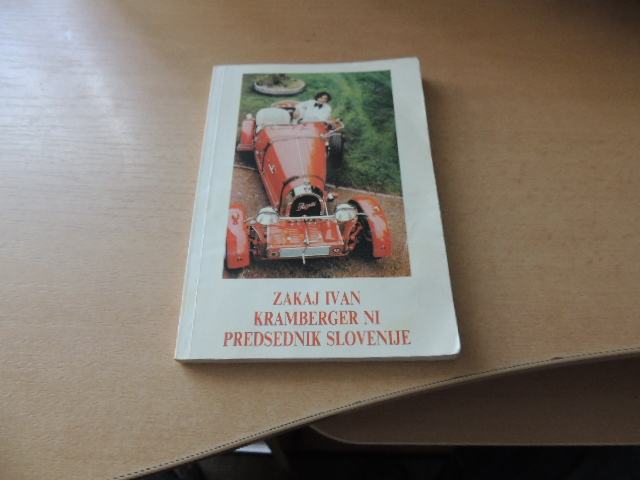 ZAKAJ IVAN
KRAMBERGER NI
PREDSEDNIK SLOVENIJE